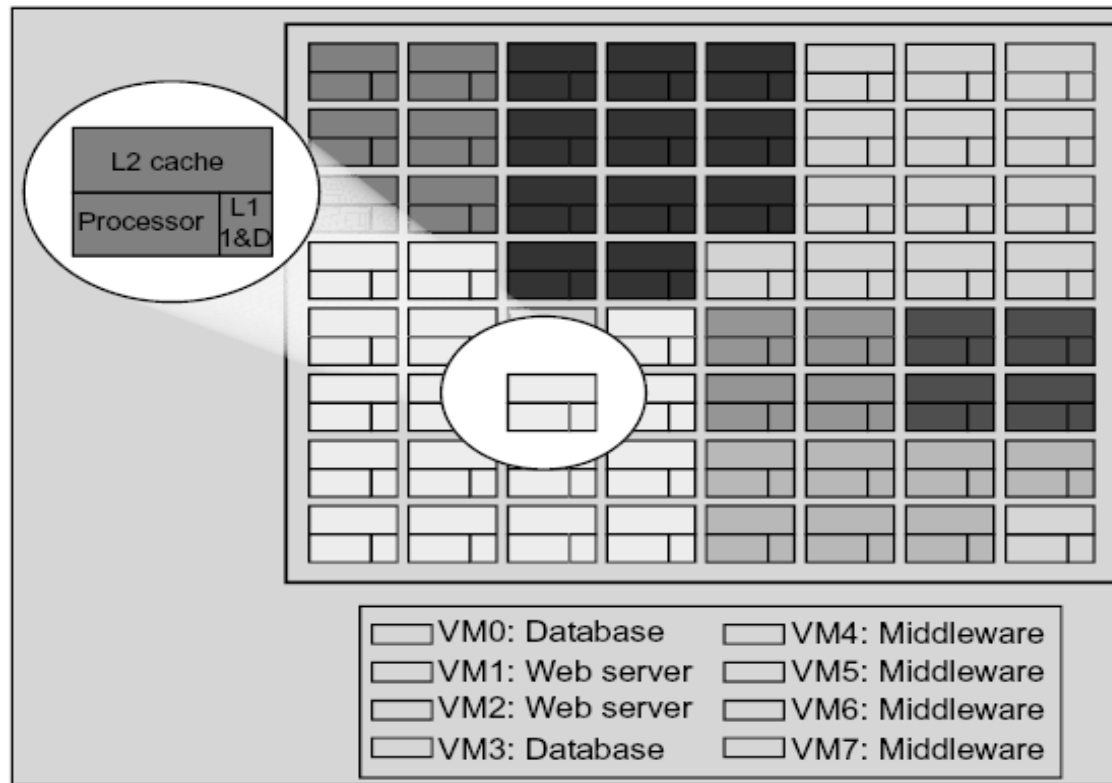 L2 cache
Processor
L1
1&D
VM0: Database
VM1: Web server
VM2: Web server
VM3: Database
VM4: Middleware
VM5: Middleware
VM6: Middleware
VM7: Middleware